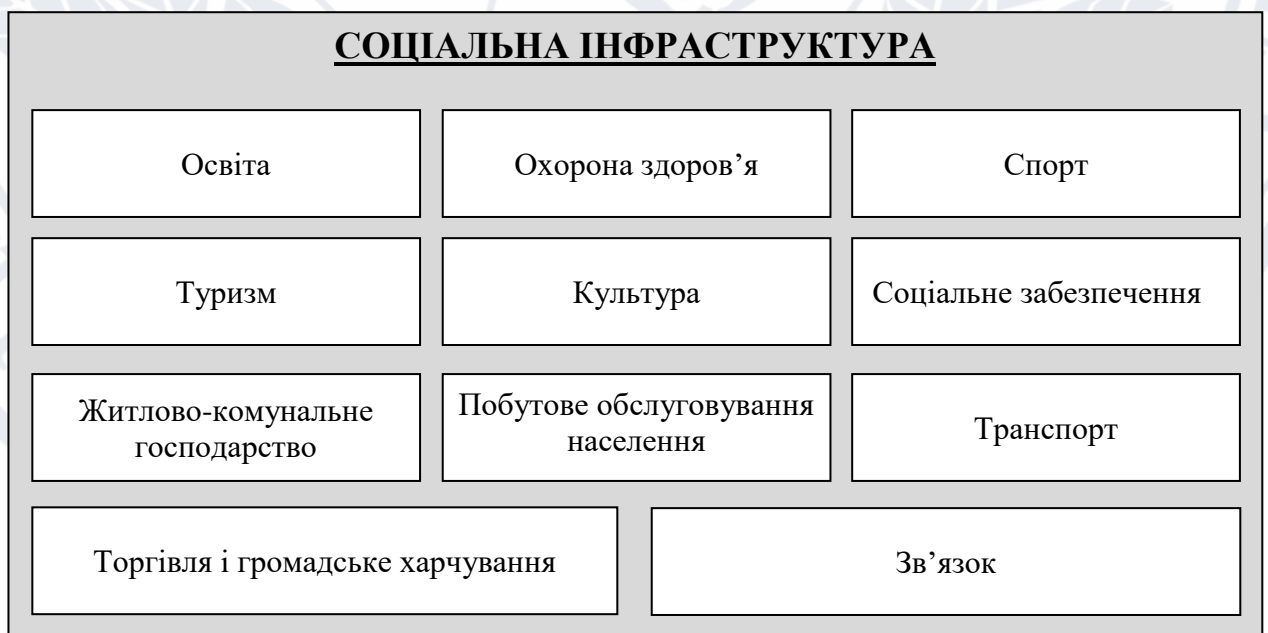 СОЦІАЛЬНА ІНФРАСТРУКТУРА
Освіта
Охорона здоров’я
Спорт
Туризм
Культура
Соціальне забезпечення
Житлово-комунальне
господарство
Побутове обслуговування
населення
Транспорт
Торгівля і громадське харчування
Зв’язок